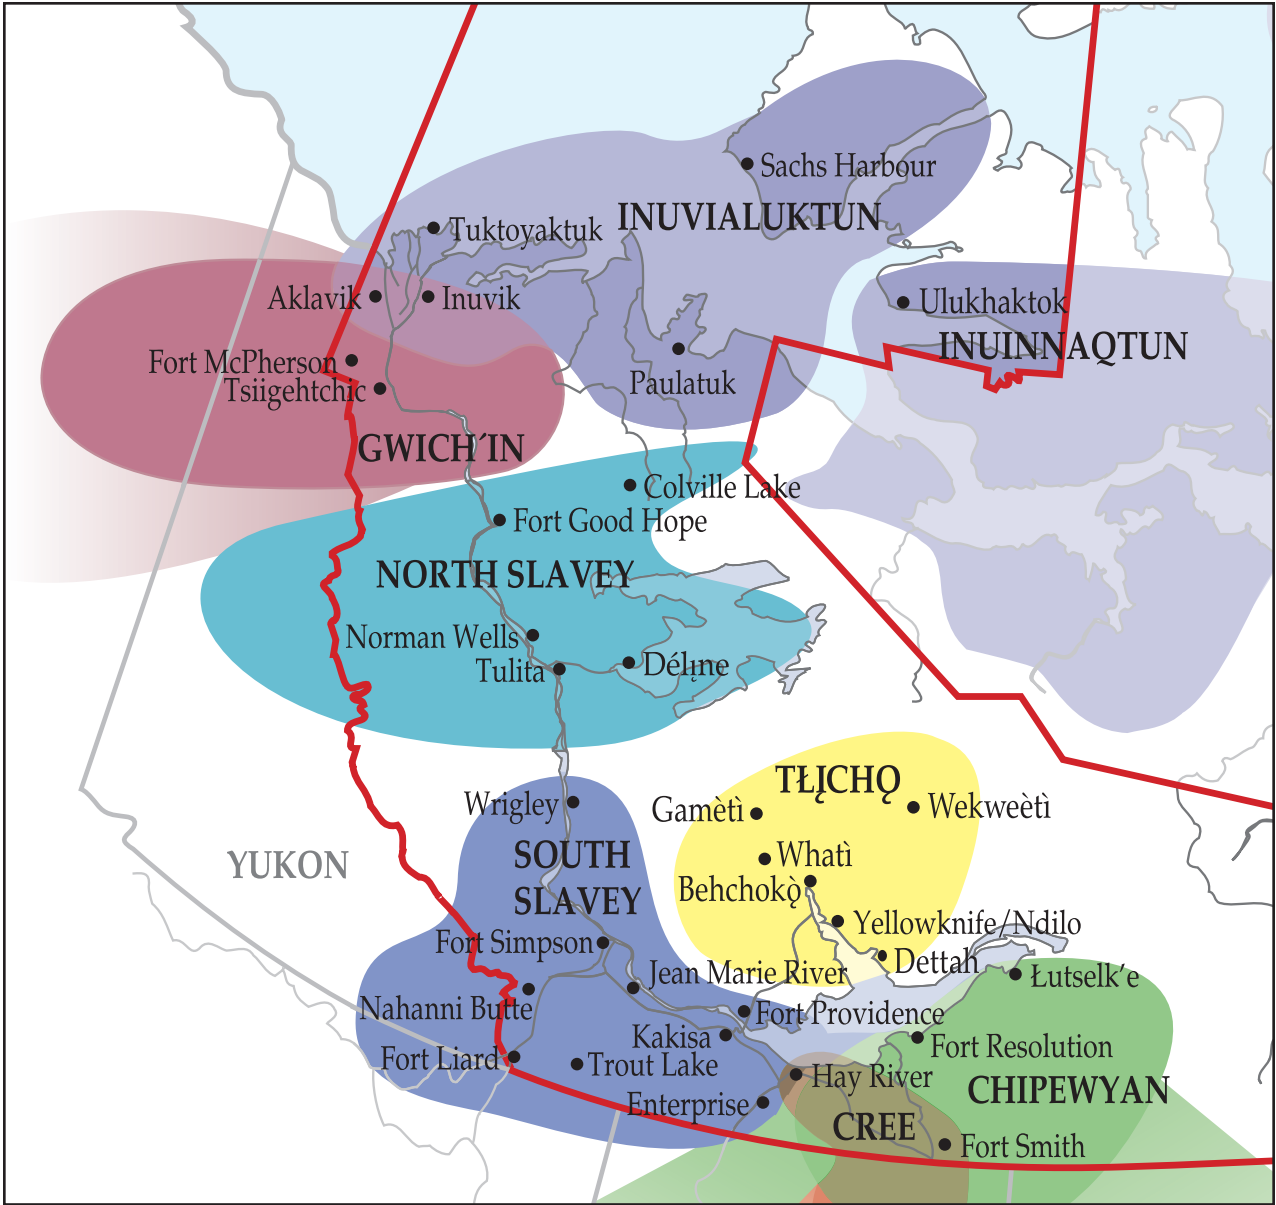 Sachs Harbour
INUVIALUKTUN
Tuktoyaktuk
Aklavik
Inuvik
Ulukhaktok
INUINNAQTUN
Fort McPherson
Tsiigehtchic
Paulatuk
GWICH´IN
Colville Lake
Fort Good Hope
NORTH SLAVEY
Norman Wells
Tulita
Délįne
TŁĮCHǪ
Wrigley
Gamètì
Wekweètì
YUKON
SOUTH
SLAVEY
Whatì
Behchokǫ̀
Yellowknife/Ndilo
Fort Simpson
Dettah
Jean Marie River
Łutselk´e
Nahanni Butte
Fort Providence
Kakisa
Fort Resolution
Fort Liard
Trout Lake
Hay River
CHIPEWYAN
Enterprise
CREE
Fort Smith